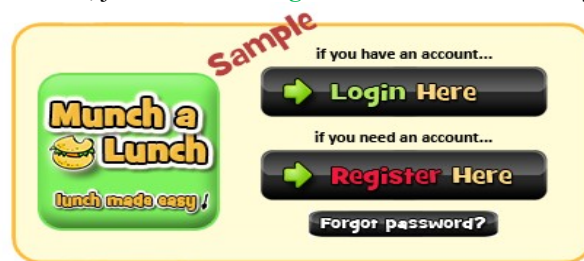 Sample
if you have an account...
Login Here
Munch a
Lunch
lunch made easy!
if you need an account...
Register Here
Forgot password?